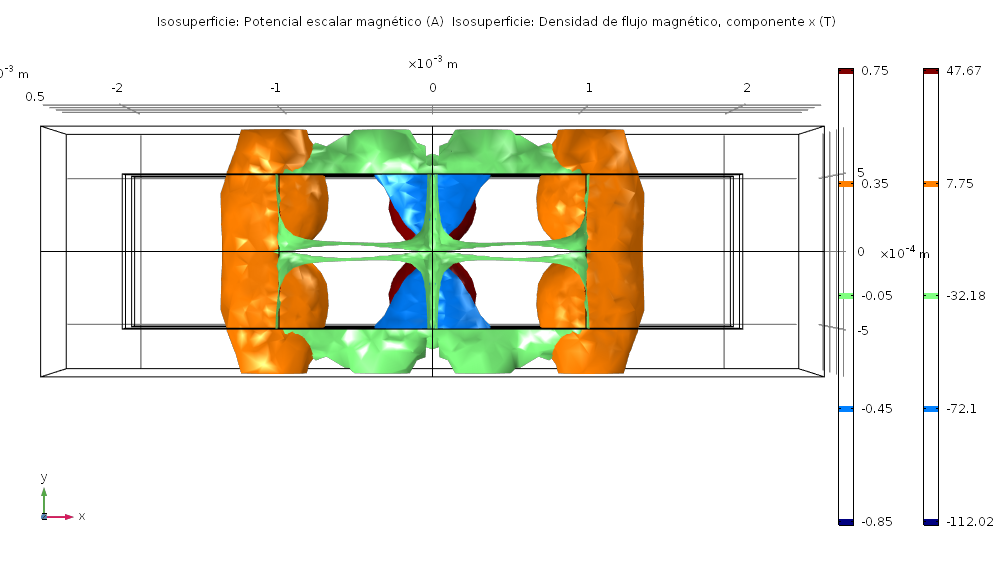 Isosuperficie: Potencial escalar magnético (A)  Isosuperficie: Densidad de flujo magnético, componente x (T)
×10⁻³ m
0⁻³ m
0.5
-2
-1
0
1
2
5
0
×10⁻⁴ m
-5
0.75
0.35
-0.05
-0.45
-0.85
47.67
7.75
-32.18
-72.1
-112.02
y
z
x